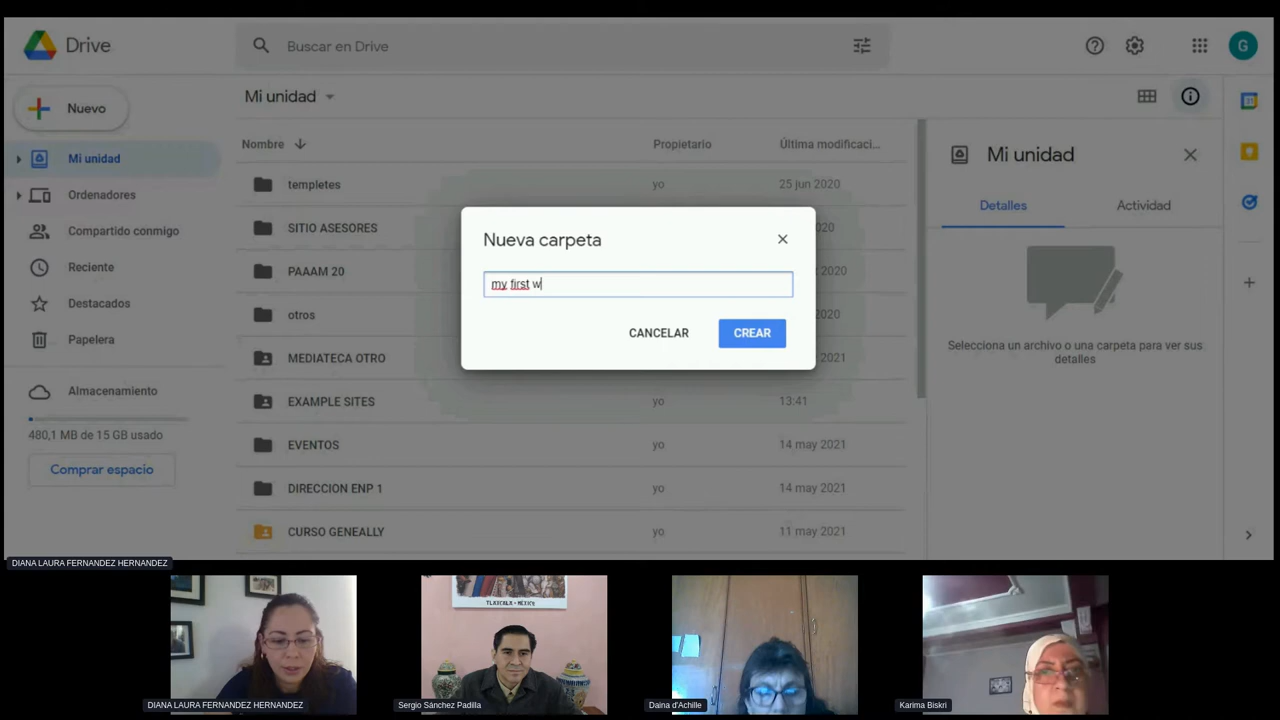 Drive
Buscar en Drive
G
Nuevo
Mi unidad
Ordenadores
Compartido conmigo
Reciente
Destacados
Papelera
Almacenamiento
480,1 MB de 15 GB usado
Comprar espacio
Mi unidad
Nombre
Propietario
Última modificaci...
templetes
yo
25 jun 2020
SITIO ASESORES
020
PAAAM 20
2020
otros
020
MEDIATECA OTRO
2021
EXAMPLE SITES
yo
13:41
EVENTOS
yo
14 may 2021
DIRECCION ENP 1
yo
14 may 2021
CURSO GENEALLY
yo
11 may 2021
Nueva carpeta
my first w
CANCELAR
CREAR
Mi unidad
Detalles
Actividad
Selecciona un archivo o una carpeta para ver sus
detalles
31
DIANA LAURA FERNANDEZ HERNANDEZ
TLAXCALA • MÉXICO
DIANA LAURA FERNANDEZ HERNANDEZ
Sergio Sánchez Padilla
Daina d'Achille
Karima Biskri